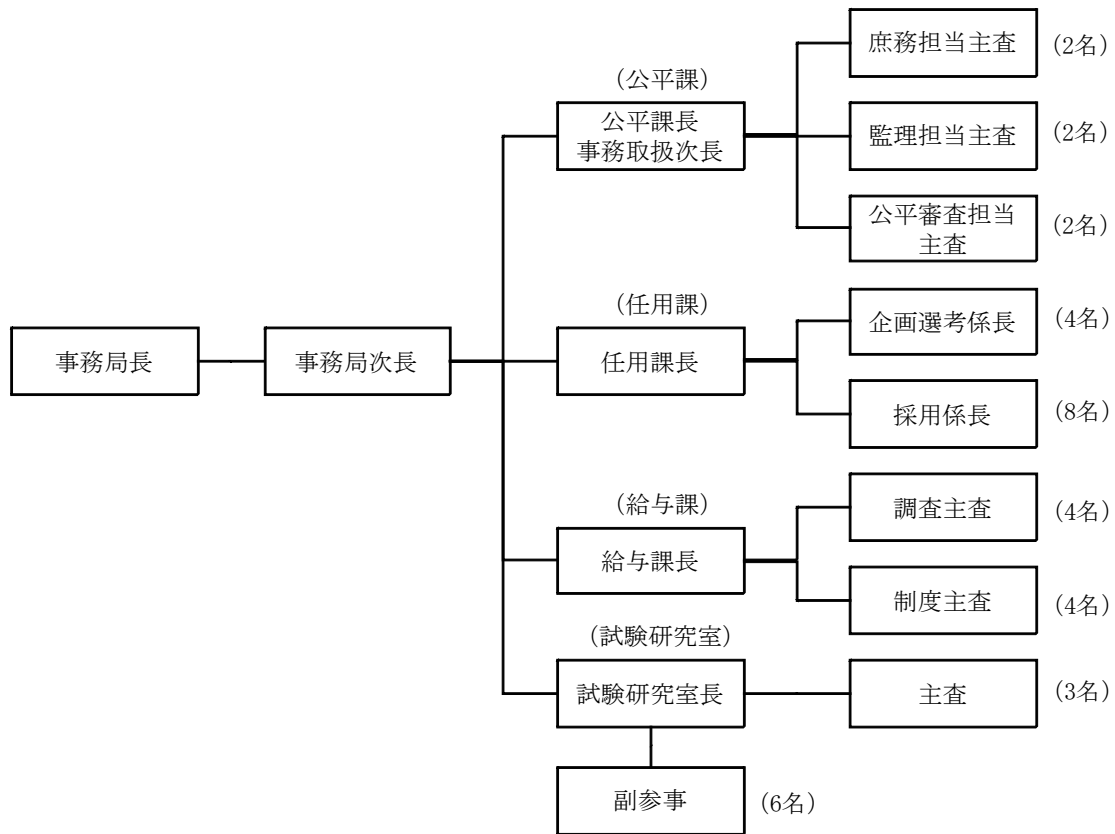 庶務担当主査
(2名)
(公平課)
公平課長
事務取扱次長
監理担当主査
(2名)
公平審査担当
主査
(2名)
(任用課)
企画選考係長
(4名)
事務局長
事務局次長
任用課長
採用係長
(8名)
(給与課)
調査主査
(4名)
給与課長
制度主査
(4名)
(試験研究室)
試験研究室長
主査
(3名)
副参事
(6名)